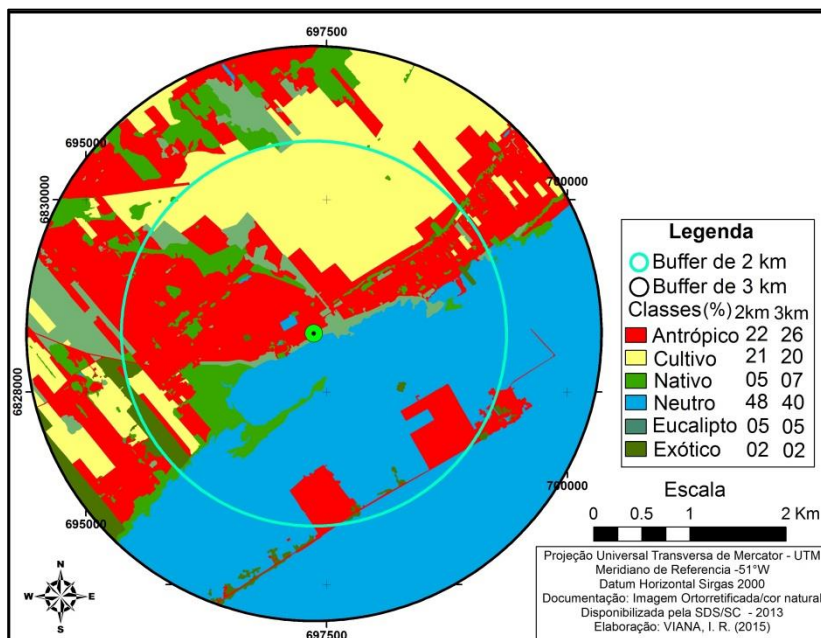 697500
695000
6830000
700000
6828000
695000
700000
697500
Legenda
Buffer de 2 km
Buffer de 3 km
Classes(%) 2km 3km
Antrópico 22 26
Cultivo 21 20
Nativo 05 07
Neutro 48 40
Eucalipto 05 05
Exótico 02 02
Escala
0 0.5 1 2 Km
N
W E
S
Projeção Universal Transversa de Mercator - UTM
Meridiano de Referencia -51°W
Datum Horizontal Sirgas 2000
Documentação: Imagem Ortorretificada/cor natural
Disponibilizada pela SDS/SC - 2013
Elaboração: VIANA, I. R. (2015)